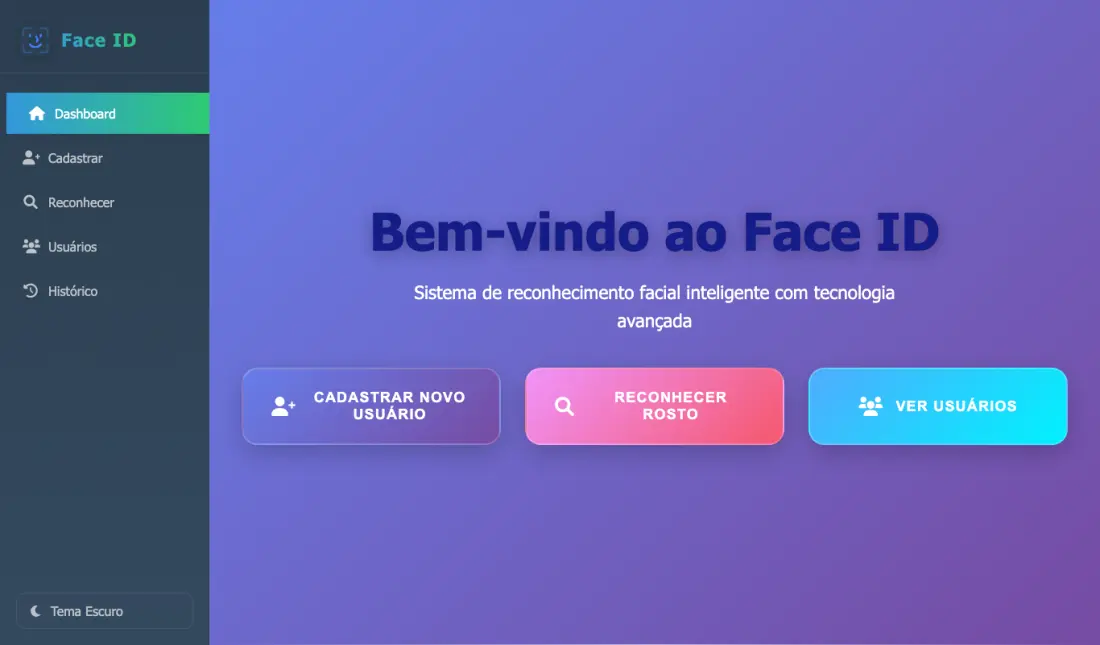 Face ID
Dashboard
Cadastrar
Reconhecer
Usuários
Histórico
Tema Escuro
Bem-vindo ao Face ID
Sistema de reconhecimento facial inteligente com tecnologia
avançada
CADASTRAR NOVO
USUÁRIO
RECONHECER
ROSTO
VER USUÁRIOS